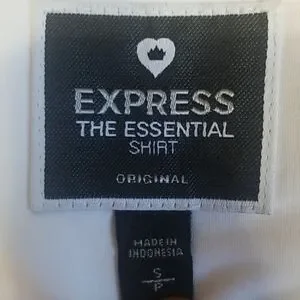 EXPRESS
THE ESSENTIAL
SHIRT
ORIGINAL
MADE IN
INDONESIA
S
P